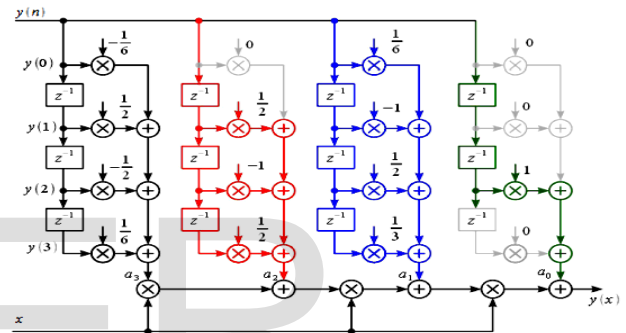 y(n)
-1/6 0 1/6 0
y(0)
z⁻¹ z⁻¹ z⁻¹ z⁻¹
1/2 1/2 -1 0
y(1)
z⁻¹ z⁻¹ z⁻¹ z⁻¹
-1/2 -1 1/2 1
y(2)
z⁻¹ z⁻¹ z⁻¹ z⁻¹
1/6 1/2 1/3 0
y(3)
a₃ a₂ a₁ a₀
y(x)
x